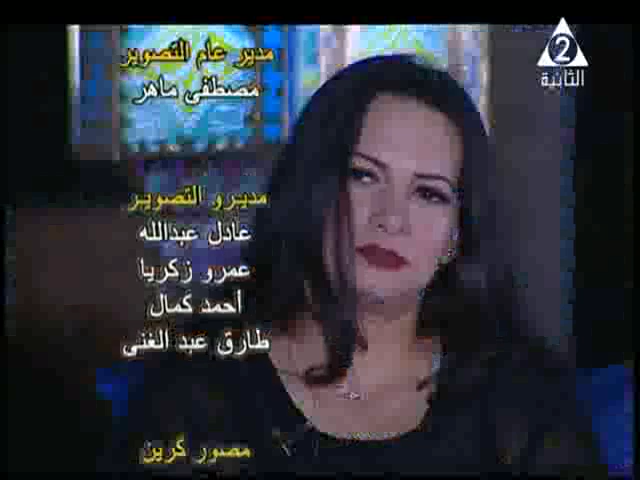 مدير عام التصوير
مصطفى ماهر
2
الثانية
مديرو التصوير
عادل عبدالله
عمرو زكريا
أحمد كمال
طارق عبد الغنى
مصور كرين